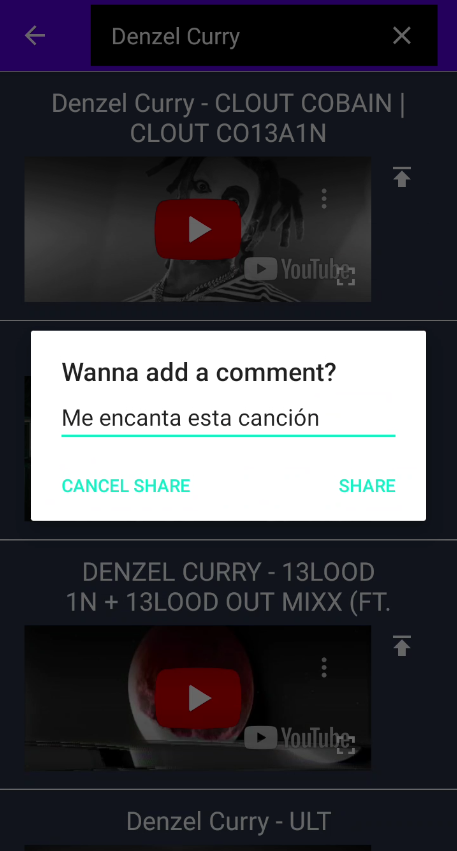 Denzel Curry
Denzel Curry - CLOUT COBAIN |
CLOUT CO13A1N
YouTube
Wanna add a comment?
Me encanta esta canción
CANCEL SHARE
SHARE
DENZEL CURRY - 13LOOD
1N + 13LOOD OUT MIXX (FT.
YouTube
Denzel Curry - ULT